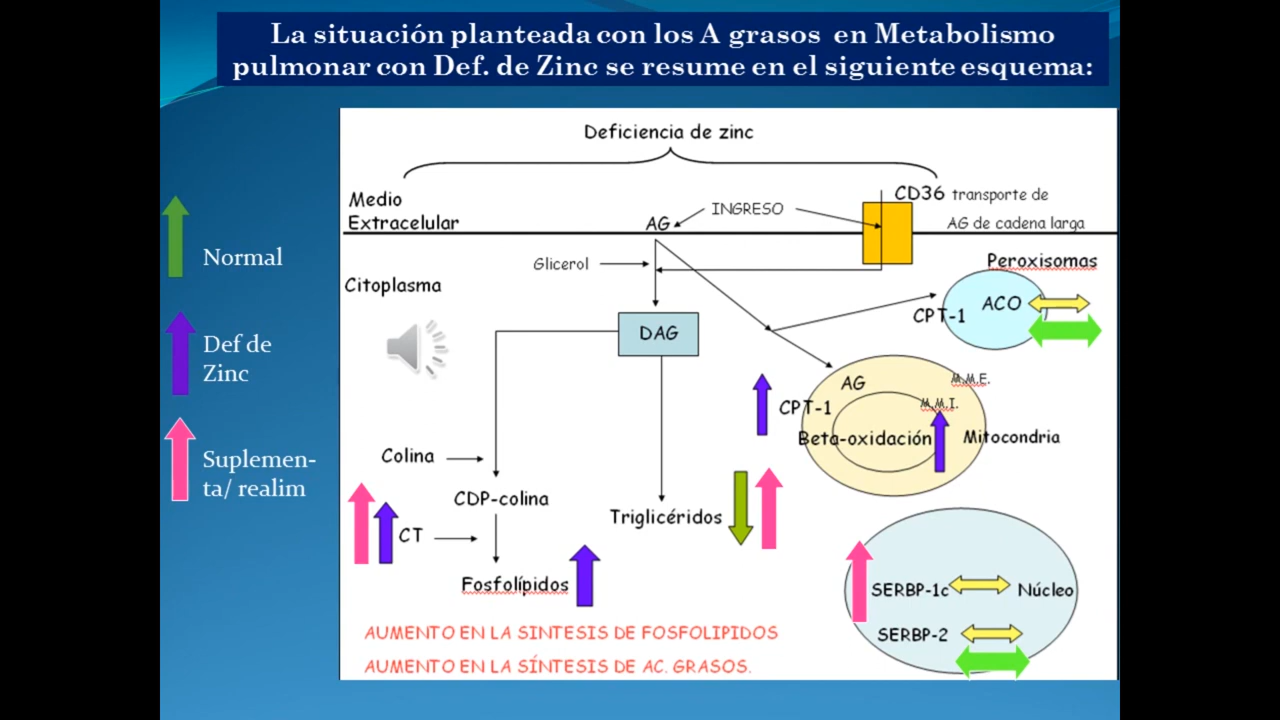 La situación planteada con los A grasos en Metabolismo
pulmonar con Def. de Zinc se resume en el siguiente esquema:
Deficiencia de zinc
Medio
Extracelular
AG
INGRESO
CD36 transporte de
AG de cadena larga
Normal
Def de
Zinc
Suplemen-
ta/ realim
Citoplasma
Glicerol
DAG
Peroxisomas
ACO
CPT-1
AG
M.M.E.
CPT-1
M.M.I.
Beta-oxidación
Mitocondria
Colina
CDP-colina
CT
Fosfolípidos
Triglicéridos
SERBP-1c
Núcleo
SERBP-2
AUMENTO EN LA SINTESIS DE FOSFOLIPIDOS
AUMENTO EN LA SÍNTESIS DE AC. GRASOS.